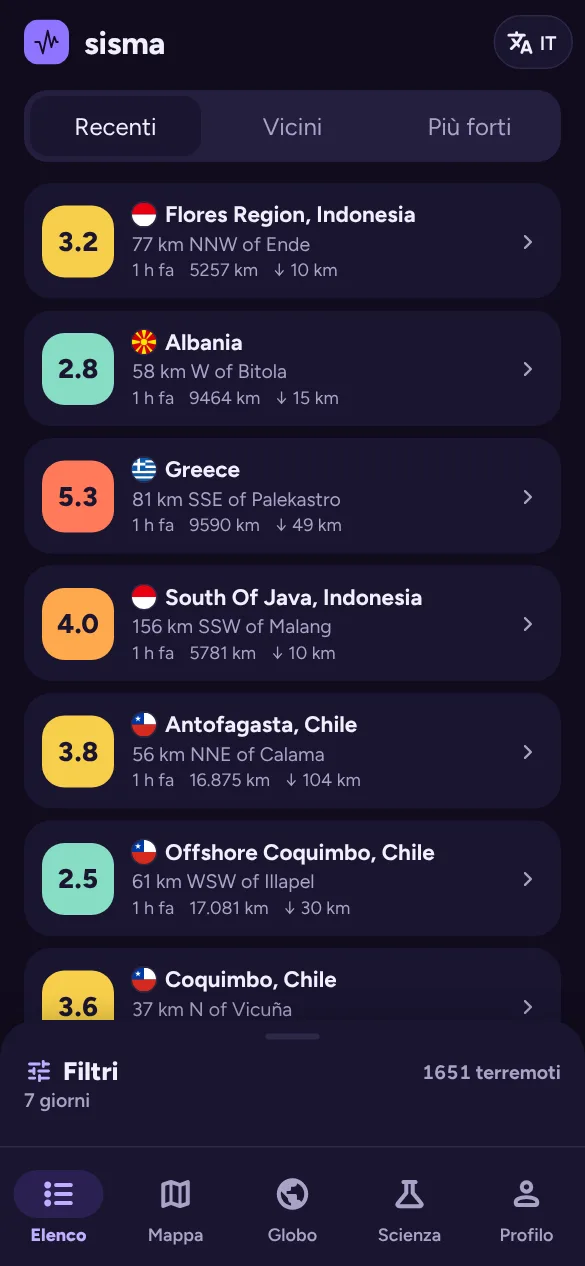 sisma
IT
Recenti
Vicini
Più forti
3.2
Flores Region, Indonesia
77 km NNW of Ende
1 h fa 5257 km ↓ 10 km
2.8
Albania
58 km W of Bitola
1 h fa 9464 km ↓ 15 km
5.3
Greece
81 km SSE of Palekastro
1 h fa 9590 km ↓ 49 km
4.0
South Of Java, Indonesia
156 km SSW of Malang
1 h fa 5781 km ↓ 10 km
3.8
Antofagasta, Chile
56 km NNE of Calama
1 h fa 16.875 km ↓ 104 km
2.5
Offshore Coquimbo, Chile
61 km WSW of Illapel
1 h fa 17.081 km ↓ 30 km
3.6
Coquimbo, Chile
37 km N of Vicuña
Filtri
1651 terremoti
7 giorni
Elenco
Mappa
Globo
Scienza
Profilo